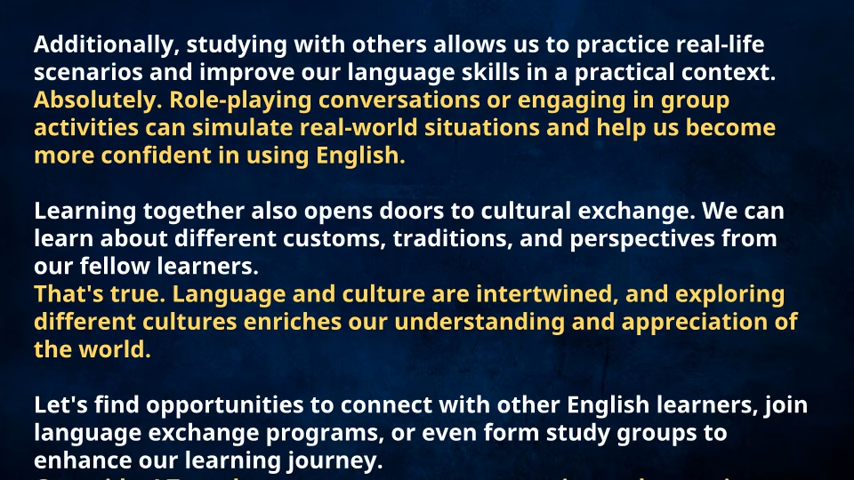 Additionally, studying with others allows us to practice real-life
scenarios and improve our language skills in a practical context.
Absolutely. Role-playing conversations or engaging in group
activities can simulate real-world situations and help us become
more confident in using English.
Learning together also opens doors to cultural exchange. We can
learn about different customs, traditions, and perspectives from
our fellow learners.
That's true. Language and culture are intertwined, and exploring
different cultures enriches our understanding and appreciation of
the world.
Let's find opportunities to connect with other English learners, join
language exchange programs, or even form study groups to
enhance our learning journey.